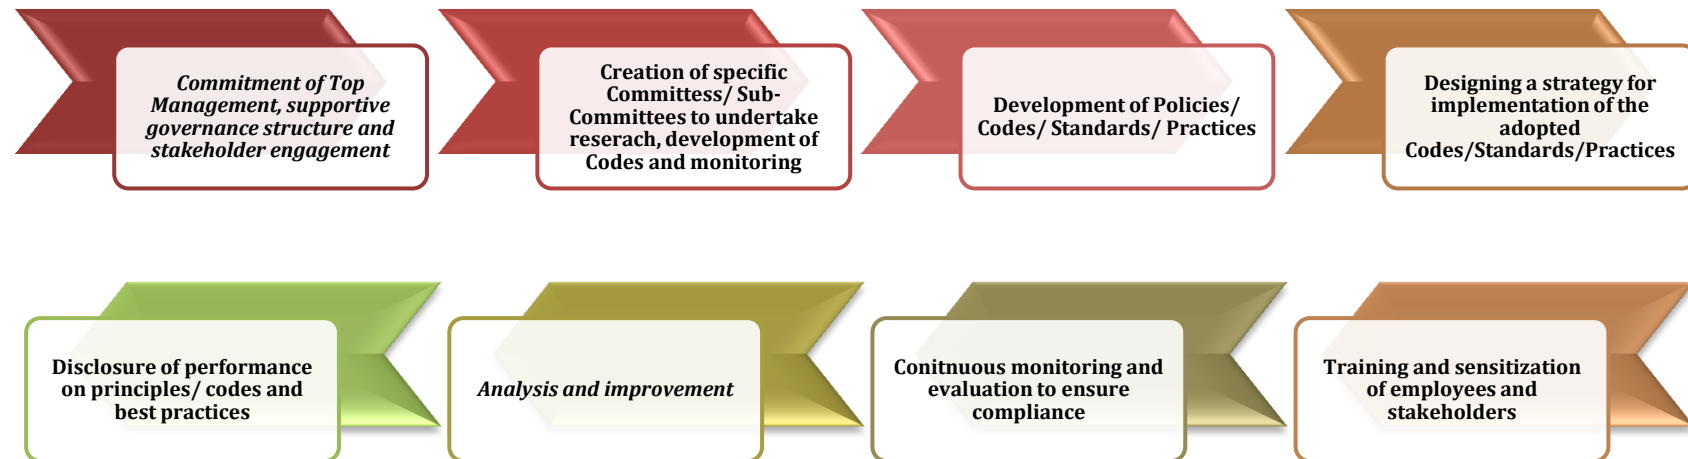 Commitment of Top
Management, supportive
governance structure and
stakeholder engagement
Creation of specific
Committess/ Sub-
Committees to undertake
reserach, development of
Codes and monitoring
Development of Policies/
Codes/ Standards/ Practices
Designing a strategy for
implementation of the
adopted
Codes/Standards/Practices
Disclosure of performance
on principles/ codes and
best practices
Analysis and improvement
Conitnuous monitoring and
evaluation to ensure
compliance
Training and sensitization
of employees and
stakeholders